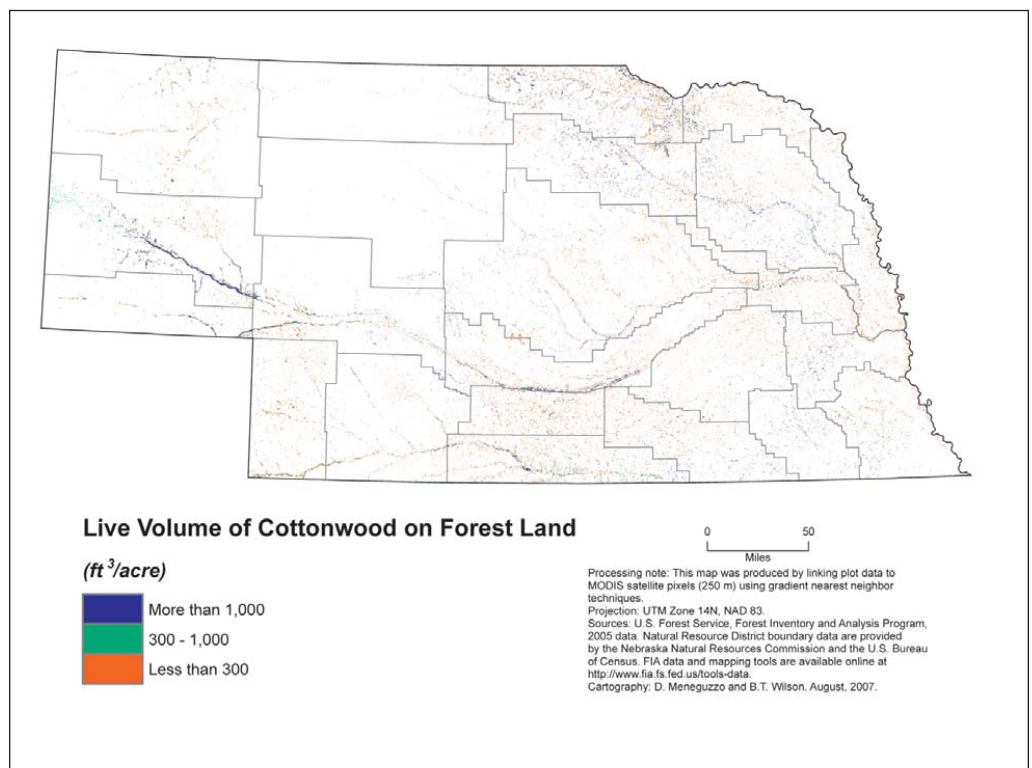 Live Volume of Cottonwood on Forest Land
(ft ³/acre)
More than 1,000
300 - 1,000
Less than 300
0 50
Miles
Processing note: This map was produced by linking plot data to
MODIS satellite pixels (250 m) using gradient nearest neighbor
techniques.
Projection: UTM Zone 14N, NAD 83.
Sources: U.S. Forest Service, Forest Inventory and Analysis Program,
2005 data. Natural Resource District boundary data are provided
by the Nebraska Natural Resources Commission and the U.S. Bureau
of Census. FIA data and mapping tools are available online at
http://www.fia.fs.fed.us/tools-data.
Cartography: D. Meneguzzo and B.T. Wilson. August, 2007.